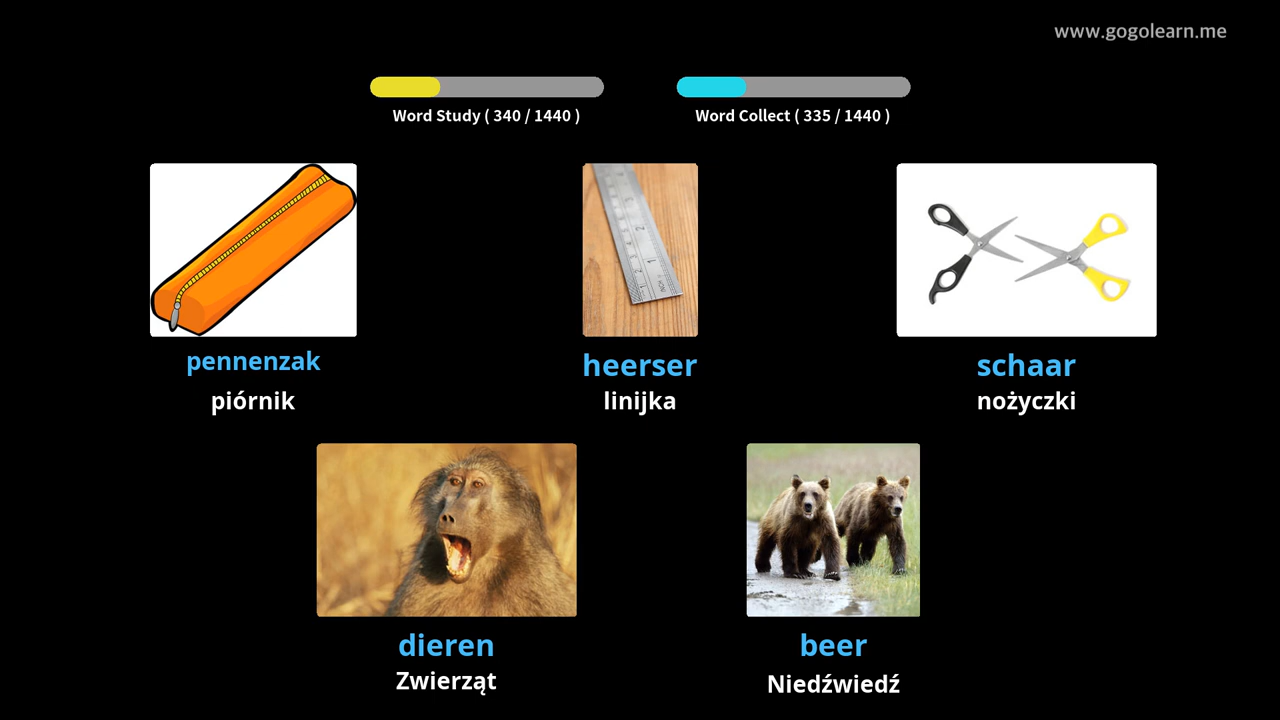 www.gogolearn.me
Word Study ( 340 / 1440 )
Word Collect ( 335 / 1440 )
pennenzak
piórnik
heerser
linijka
schaar
nożyczki
dieren
Zwierząt
beer
Niedźwiedź